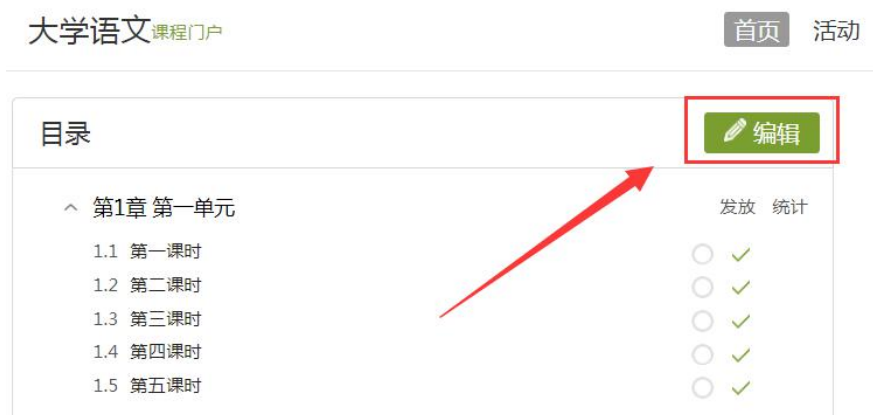 大学语文课程门户 首页 活动
目录 编辑
第1章 第一单元 发放 统计
1.1 第一课时
1.2 第二课时
1.3 第三课时
1.4 第四课时
1.5 第五课时